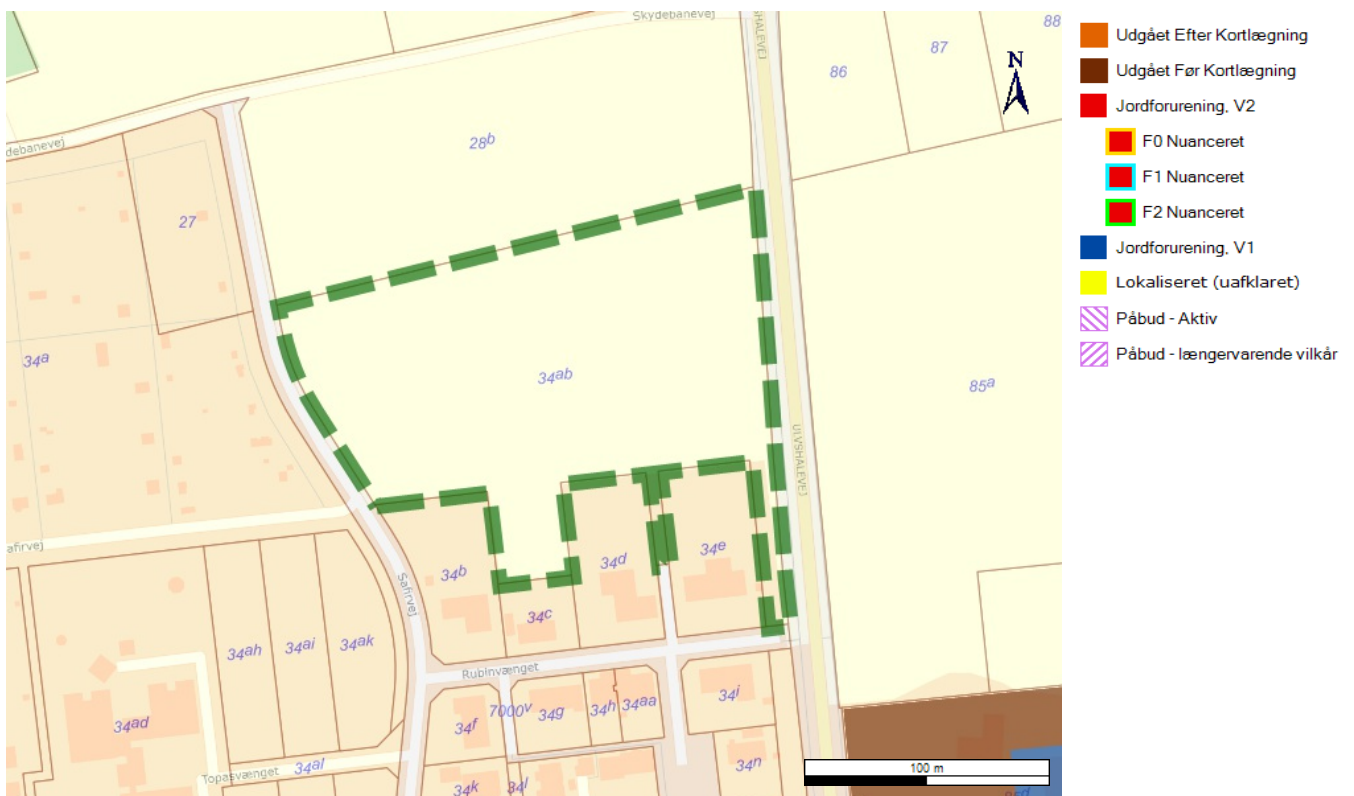 Skydebanevej
ULVSHALEVEJ
88
87
86
N
28b
debanevej
27
34a
34ab
85a
ULVSHALEVEJ
afirvej
Safirvej
34b
34d
34e
34c
34ah
34ai
34ak
Rubinvænget
34ad
34f
7000v
34g
34h
34aa
34i
Topasvænget
34al
34k
34l
34n
100 m
85d
Udgået Efter Kortlægning
Udgået Før Kortlægning
Jordforurening, V2
F0 Nuanceret
F1 Nuanceret
F2 Nuanceret
Jordforurening, V1
Lokaliseret (uafklaret)
Påbud - Aktiv
Påbud - længervarende vilkår